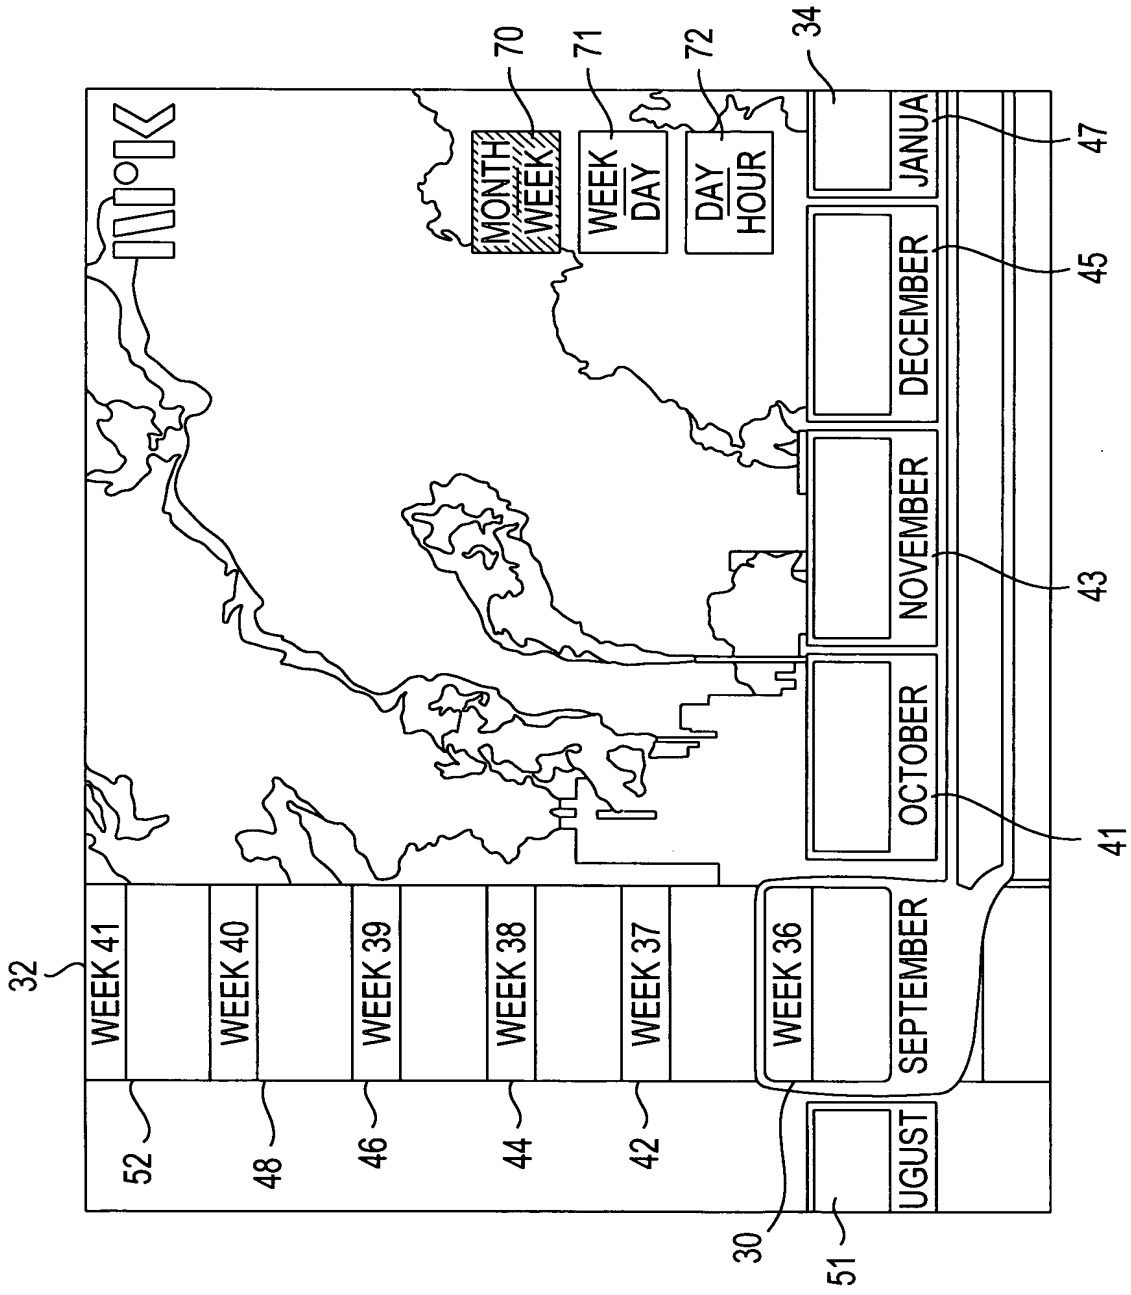 32
WEEK 41
52
WEEK 40
48
WEEK 39
46
WEEK 38
44
MONTH
WEEK
70
WEEK 37
42
WEEK
DAY
71
DAY
HOUR
72
WEEK 36
30
34
51
UGUST SEPTEMBER OCTOBER NOVEMBER DECEMBER JANUA
41 43 45 47